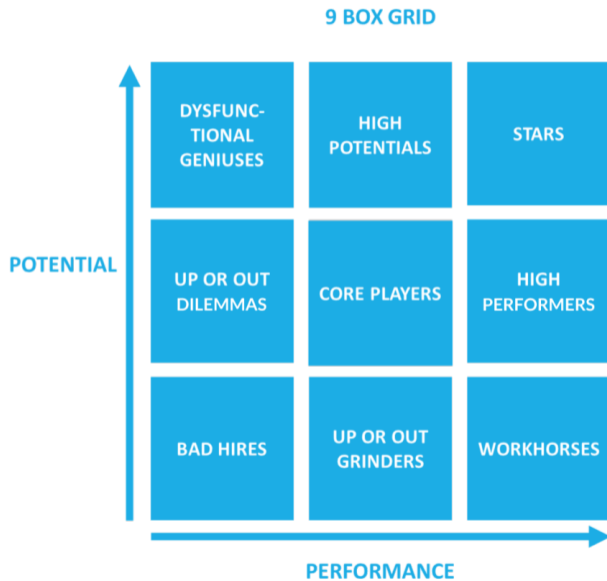 9 BOX GRID
DYSFUNC-
TIONAL
GENIUSES
HIGH
POTENTIALS
STARS
POTENTIAL
UP OR OUT
DILEMMAS
CORE PLAYERS
HIGH
PERFORMERS
BAD HIRES
UP OR OUT
GRINDERS
WORKHORSES
PERFORMANCE